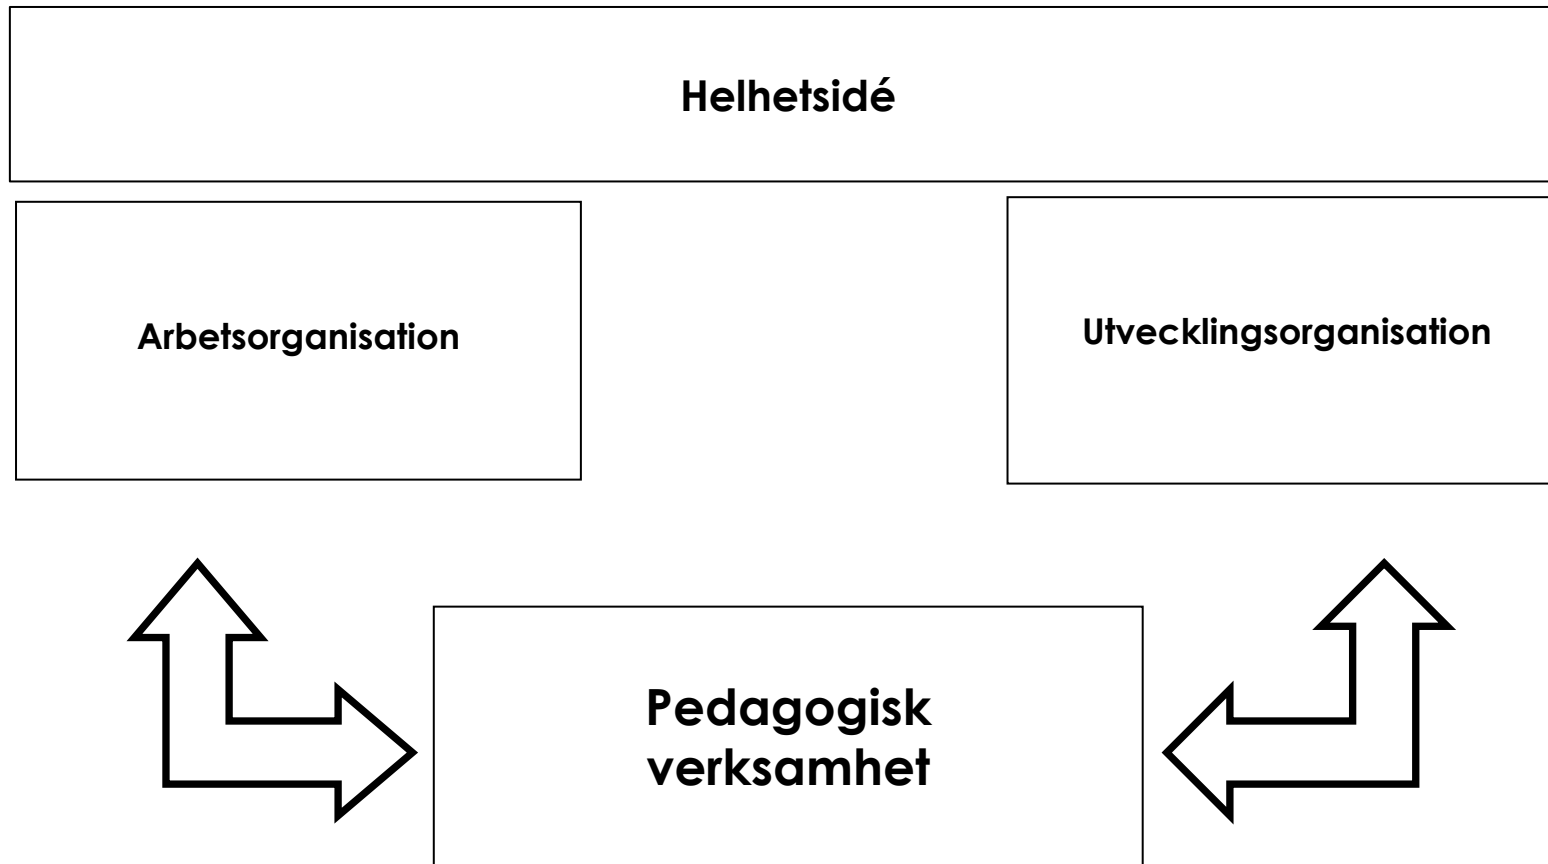 Helhetsidé
Arbetsorganisation
Utvecklingsorganisation
Pedagogisk
verksamhet